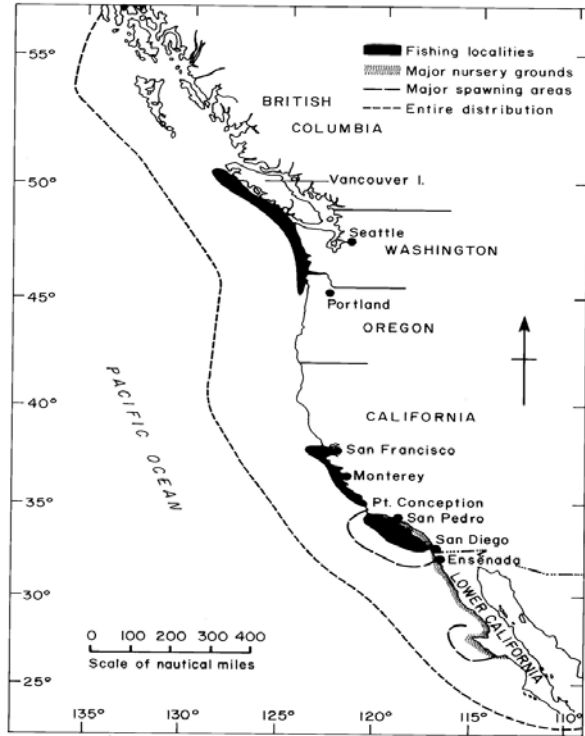 55°
50°
45°
40°
35°
30°
25°
135°
130°
125°
120°
115°
110°
Fishing localities
Major nursery grounds
Major spawning areas
Entire distribution
BRITISH
COLUMBIA
Vancouver I.
Seattle
WASHINGTON
Portland
OREGON
PACIFIC OCEAN
CALIFORNIA
San Francisco
Monterey
Pt. Conception
San Pedro
San Diego
Ensenada
LOWER CALIFORNIA
0 100 200 300 400
Scale of nautical miles